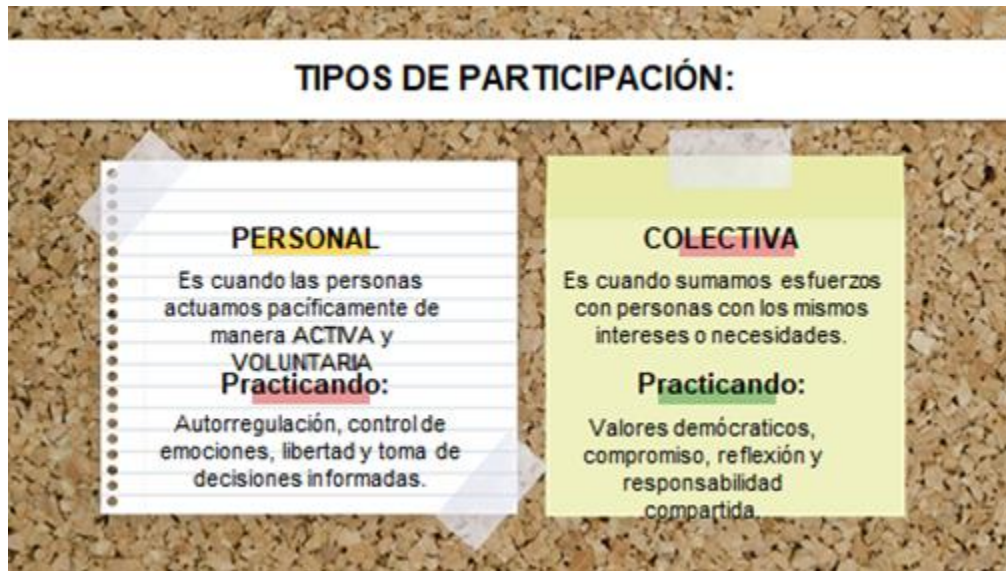 TIPOS DE PARTICIPACIÓN:
PERSONAL
Es cuando las personas
actuamos pacíficamente de
manera ACTIVA y
VOLUNTARIA
Practicando:
Autorregulación, control de
emociones, libertad y toma de
decisiones informadas.
COLECTIVA
Es cuando sumamos esfuerzos
con personas con los mismos
intereses o necesidades.
Practicando:
Valores demócraticos,
compromiso, reflexión y
responsabilidad
compartida.